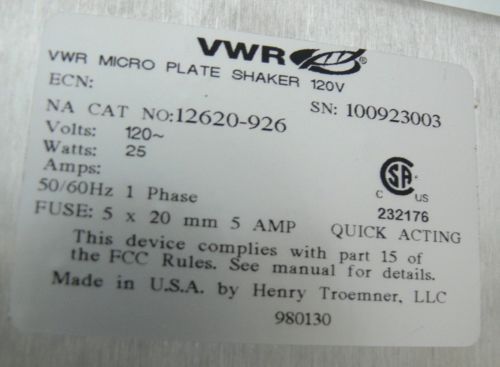 VWR®
VWR MICRO PLATE SHAKER 120V
ECN:
SN: 100923003
NA CAT NO:12620-926
Volts: 120~
Watts: 25
Amps:
50/60Hz 1 Phase
CSA
C US
232176
FUSE: 5 x 20 mm 5 AMP QUICK ACTING
This device complies with part 15 of
the FCC Rules. See manual for details.
Made in U.S.A. by Henry Troemner, LLC
980130